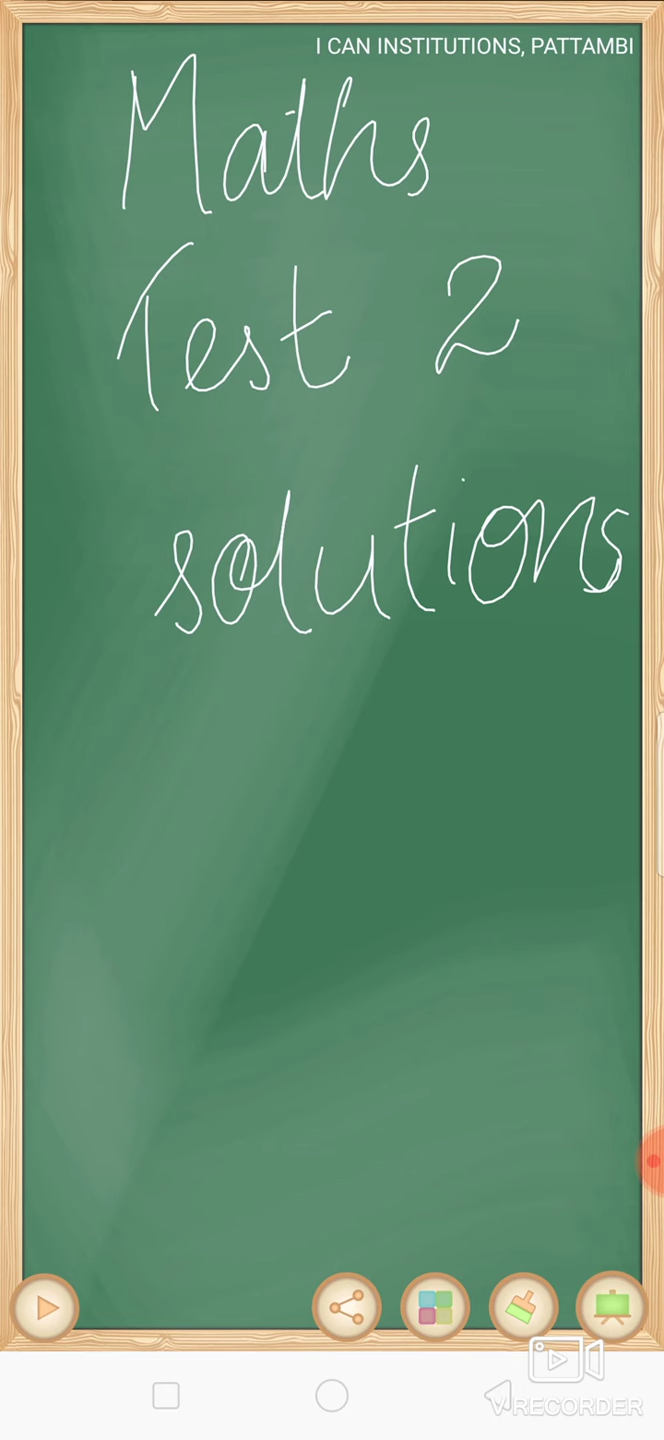 I CAN INSTITUTIONS, PATTAMBI
Maths
Test 2
solutions
V RECORDER